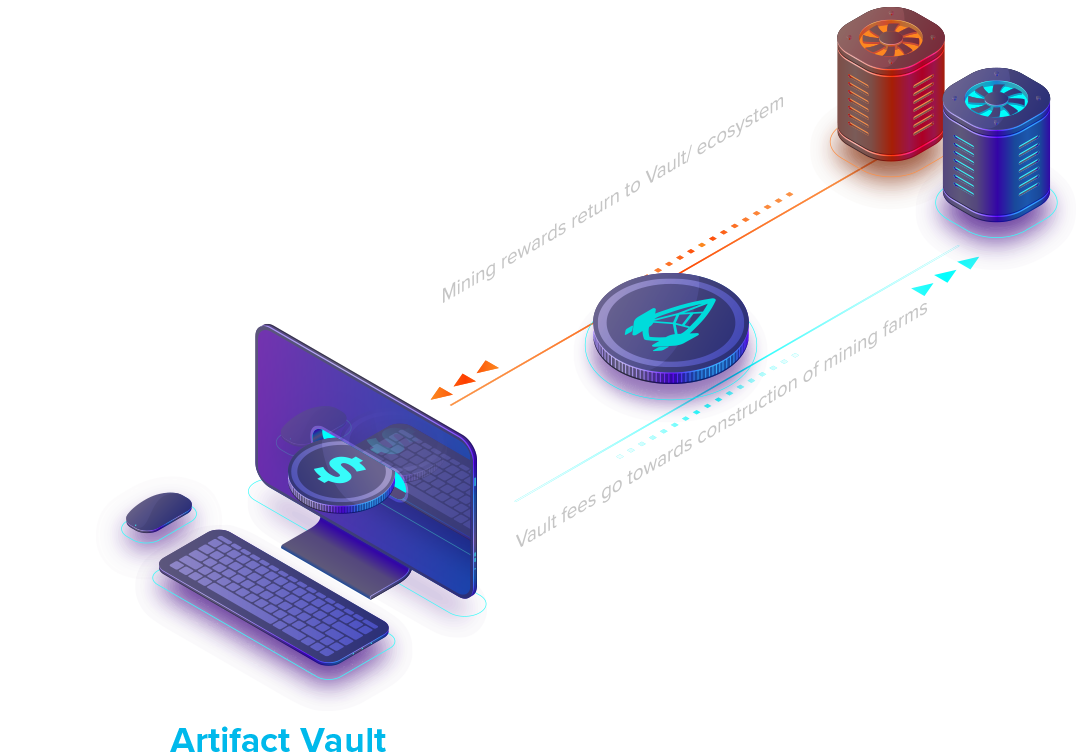 Mining rewards return to Vault/ ecosystem
Vault fees go towards construction of mining farms
$
Artifact Vault